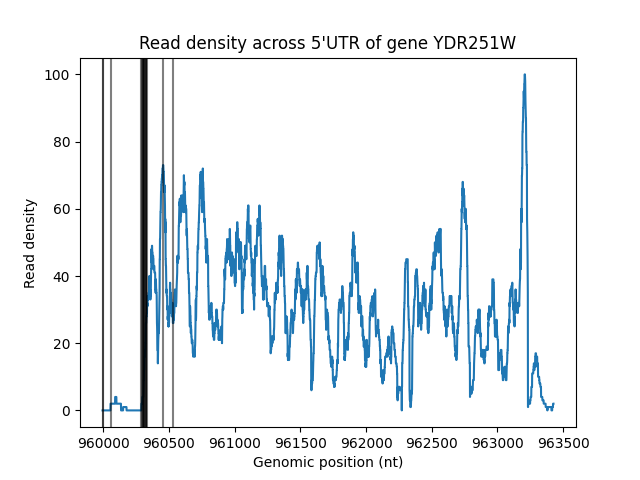 Read density across 5'UTR of gene YDR251W
100
80
60
40
20
0
Read density
960000 960500 961000 961500 962000 962500 963000 963500
Genomic position (nt)